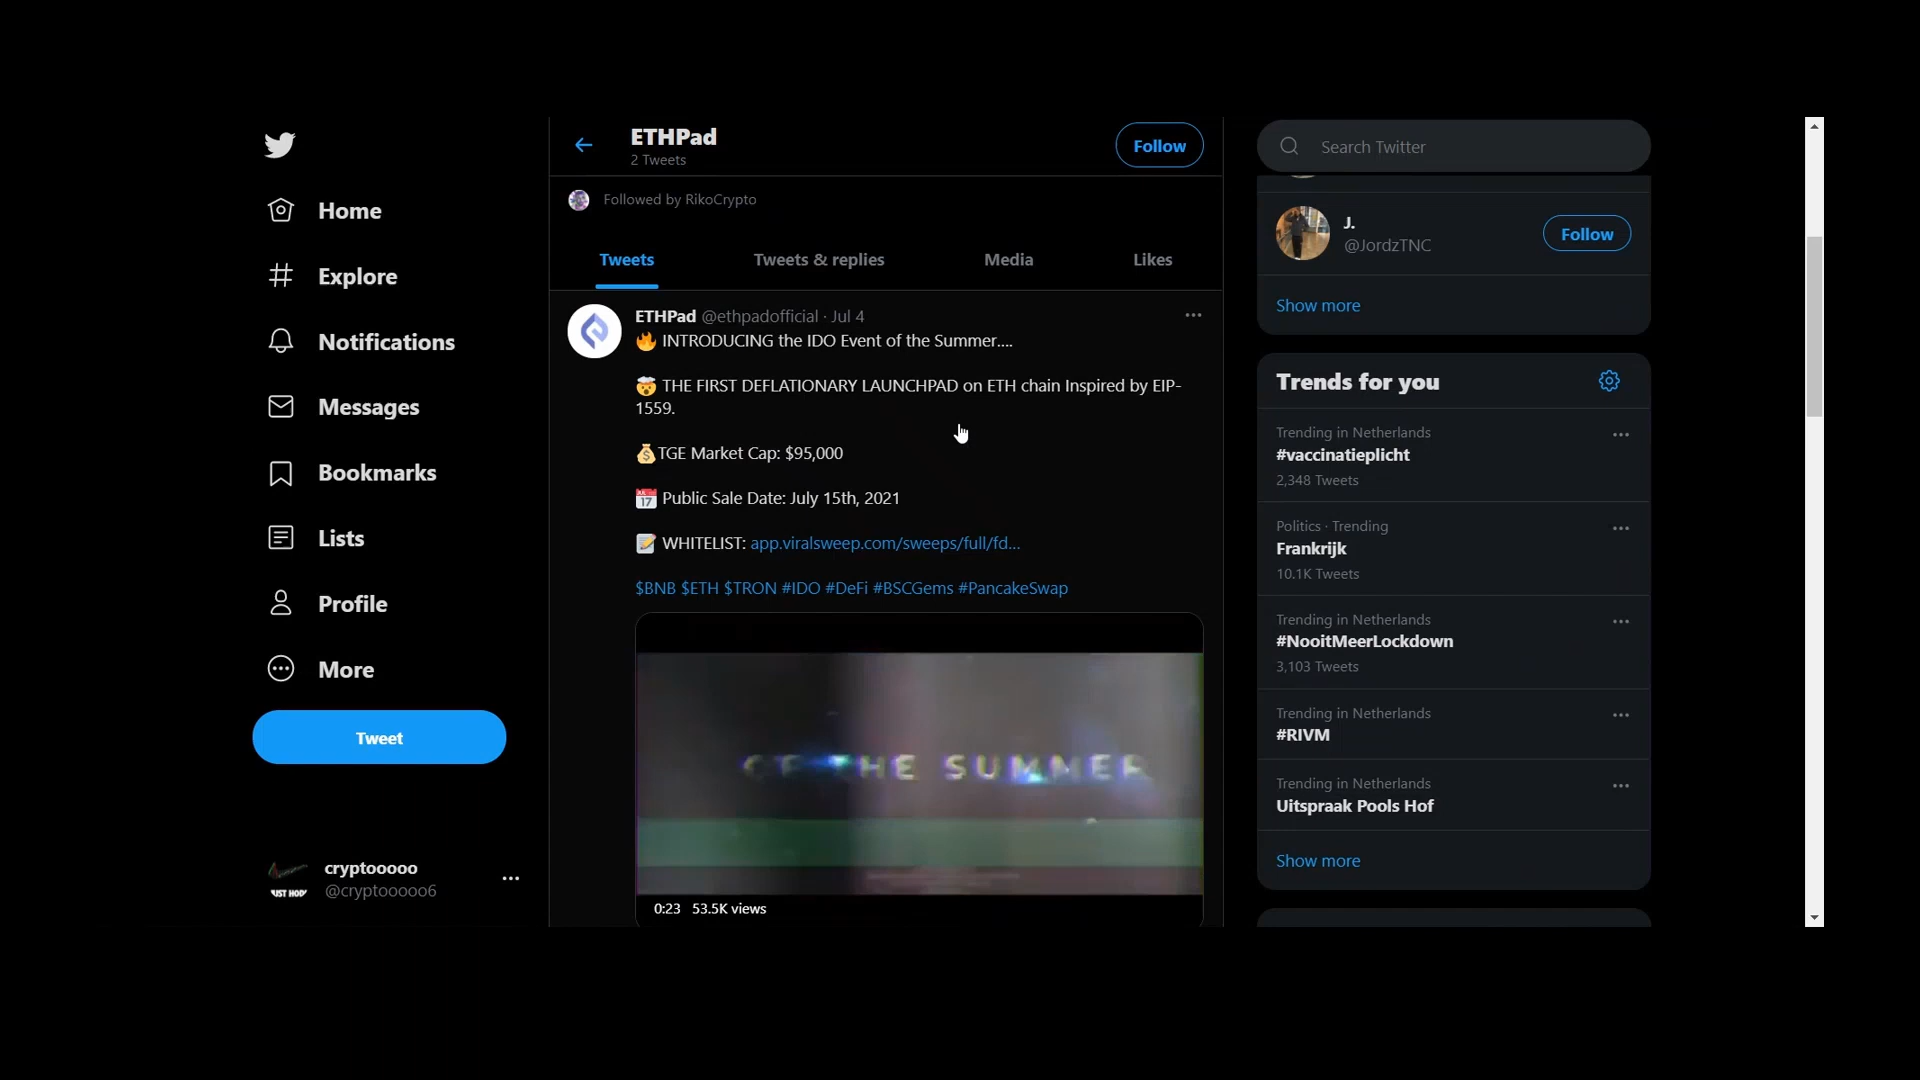 Home
Explore
Notifications
Messages
Bookmarks
Lists
Profile
More
Tweet
cryptooooo
@cryptooooo6
ETHPad
2 Tweets
Follow
Followed by RikoCrypto
Tweets
Tweets & replies
Media
Likes
ETHPad @ethpadofficial · Jul 4
🔥 INTRODUCING the IDO Event of the Summer....
🤯 THE FIRST DEFLATIONARY LAUNCHPAD on ETH chain Inspired by EIP-
1559.
💰TGE Market Cap: $95,000
📅 Public Sale Date: July 15th, 2021
📝 WHITELIST: app.viralsweep.com/sweeps/full/fd...
$BNB $ETH $TRON #IDO #DeFi #BSCGems #PancakeSwap
OF THE SUMMER
0:23 53.5K views
Search Twitter
J.
@JordzTNC
Follow
Show more
Trends for you
Trending in Netherlands
#vaccinatieplicht
2,348 Tweets
Politics · Trending
Frankrijk
10.1K Tweets
Trending in Netherlands
#NooitMeerLockdown
3,103 Tweets
Trending in Netherlands
#RIVM
Trending in Netherlands
Uitspraak Pools Hof
Show more